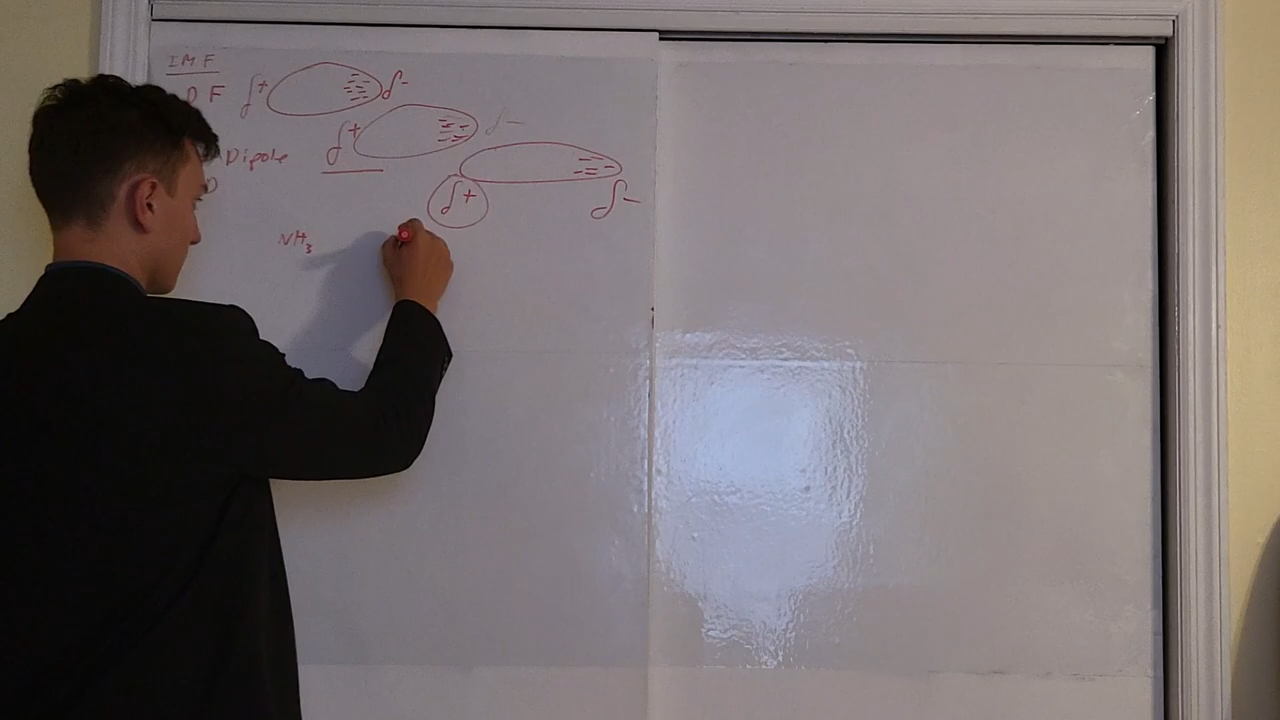 IMF
DF δ+ δ-
δ+ δ-
Dipole
δ+ δ-
NH3